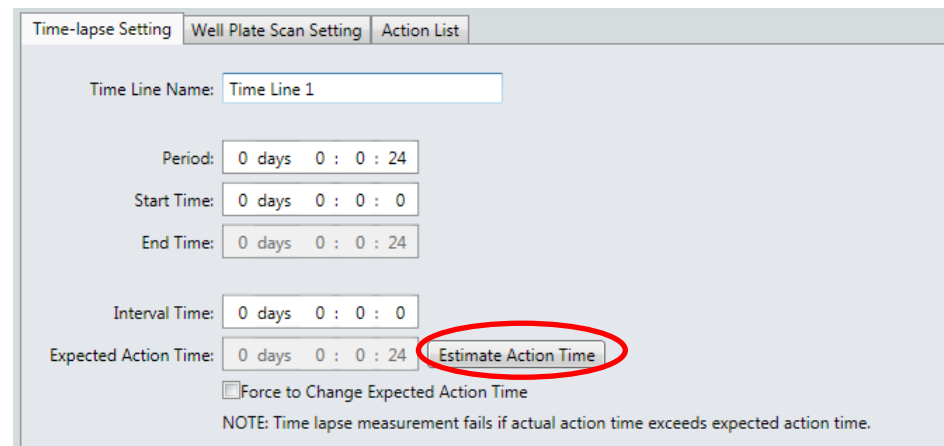 Time-lapse Setting Well Plate Scan Setting Action List
Time Line Name: Time Line 1
Period: 0 days 0 : 0 : 24
Start Time: 0 days 0 : 0 : 0
End Time: 0 days 0 : 0 : 24
Interval Time: 0 days 0 : 0 : 0
Expected Action Time: 0 days 0 : 0 : 24 Estimate Action Time
Force to Change Expected Action Time
NOTE: Time lapse measurement fails if actual action time exceeds expected action time.